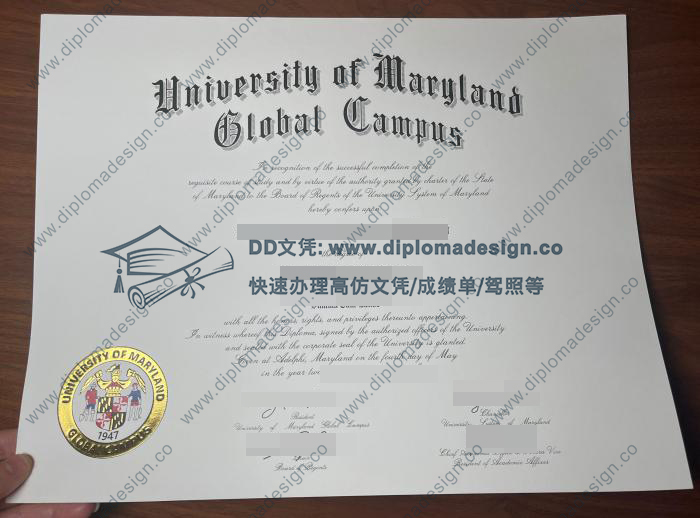 University of Maryland
Global Campus
In recognition of the successful completion of the
requisite course of study and by virtue of the authority granted by charter of the State
of Maryland to the Board of Regents of the University System of Maryland
hereby confers upon
DD文凭: www.diplomadesign.co
快速办理高仿文凭/成绩单/驾照等
with all the honors, rights, and privileges thereunto appertaining.
In witness whereof the Diploma, signed by the authorized officers of the University
and sealed with the corporate seal of the University is granted.
Given at Adelphi, Maryland on the fourth day of May
in the year
UNIVERSITY OF MARYLAND
GLOBAL CAMPUS
1947
President
University of Maryland Global Campus
Board of Regents
University System of Maryland
President of Academic Affairs
www.diplomadesign.co